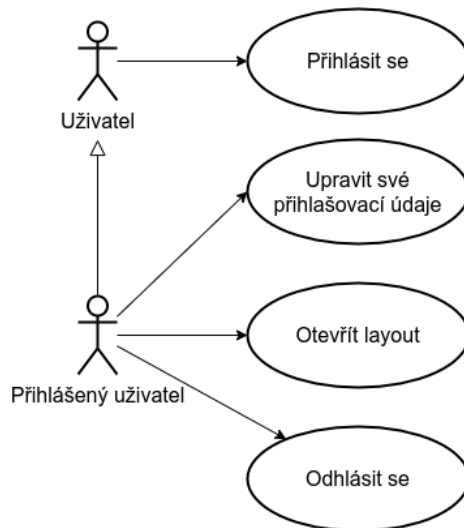 Přihlásit se
Uživatel
Upravit své
přihlašovací údaje
Otevřít layout
Přihlášený uživatel
Odhlásit se